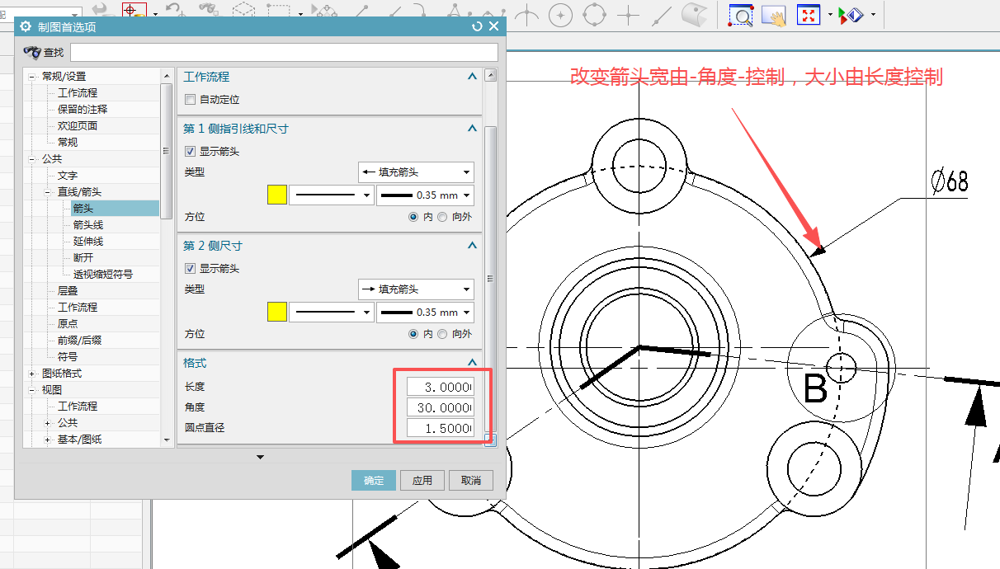 配
制图首选项
查找
常规/设置
工作流程
保留的注释
欢迎页面
常规
公共
文字
直线/箭头
箭头
箭头线
延伸线
断开
透视缩短符号
层叠
工作流程
原点
前缀/后缀
符号
图纸格式
视图
工作流程
公共
基本/图纸
工作流程
自动定位
第 1 侧指引线和尺寸
显示箭头
类型
填充箭头
0.35 mm
方位
内
向外
第 2 侧尺寸
显示箭头
类型
填充箭头
0.35 mm
方位
内
向外
格式
长度
3.0000
角度
30.0000
圆点直径
1.5000
确定
应用
取消
改变箭头宽由-角度-控制，大小由长度控制
Ø68
B